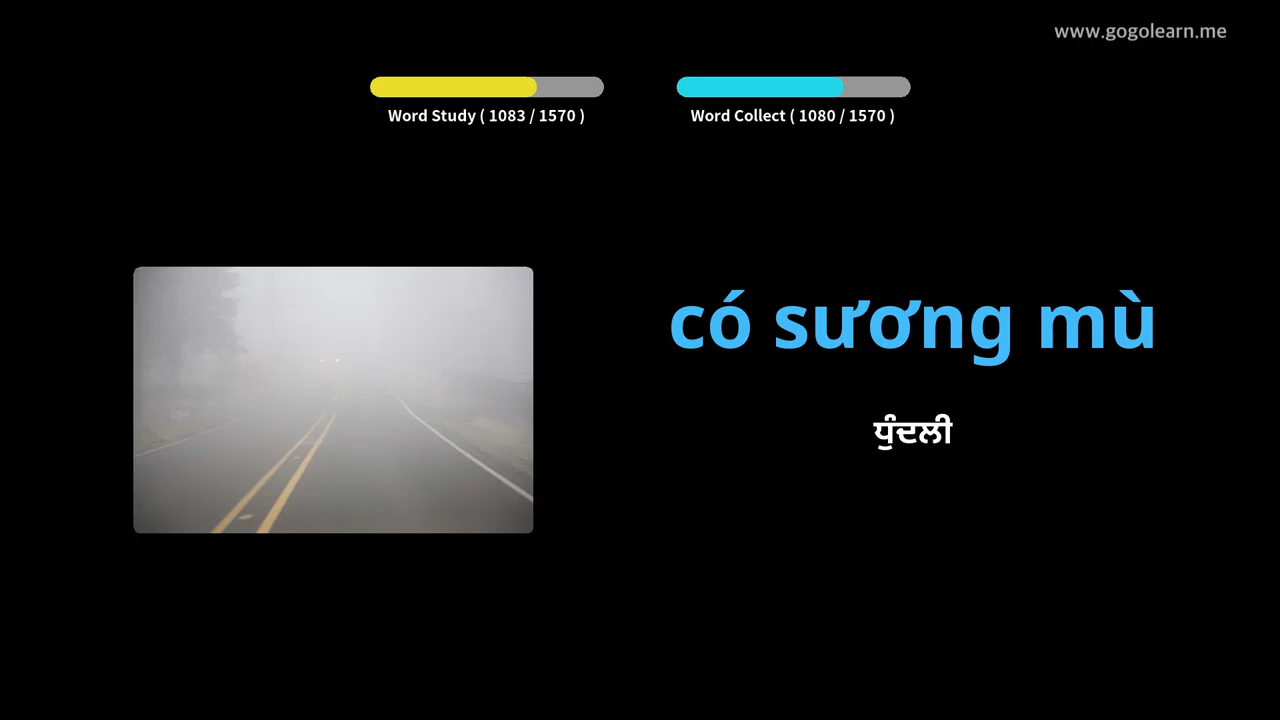 www.gogolearn.me
Word Study ( 1083 / 1570 )
Word Collect ( 1080 / 1570 )
có sương mù
ਧੁੰਦਲੀ